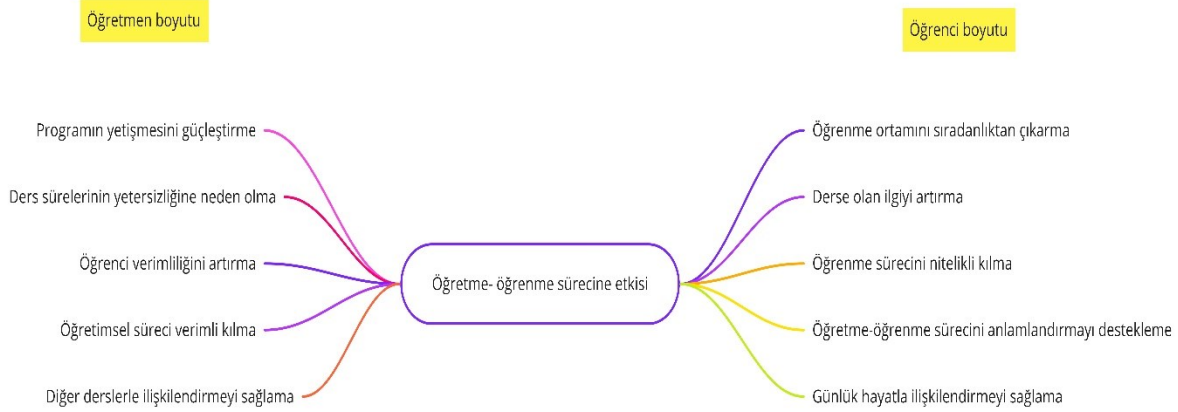 Öğretmen boyutu
Öğrenci boyutu
Programın yetişmesini güçleştirme
Ders sürelerinin yetersizliğine neden olma
Öğrenci verimliliğini artırma
Öğretimsel süreci verimli kılma
Diğer derslerle ilişkilendirmeyi sağlama
Öğretme- öğrenme sürecine etkisi
Öğrenme ortamını sıradanlıktan çıkarma
Derse olan ilgiyi artırma
Öğrenme sürecini nitelikli kılma
Öğretme-öğrenme sürecini anlamlandırmayı destekleme
Günlük hayatla ilişkilendirmeyi sağlama